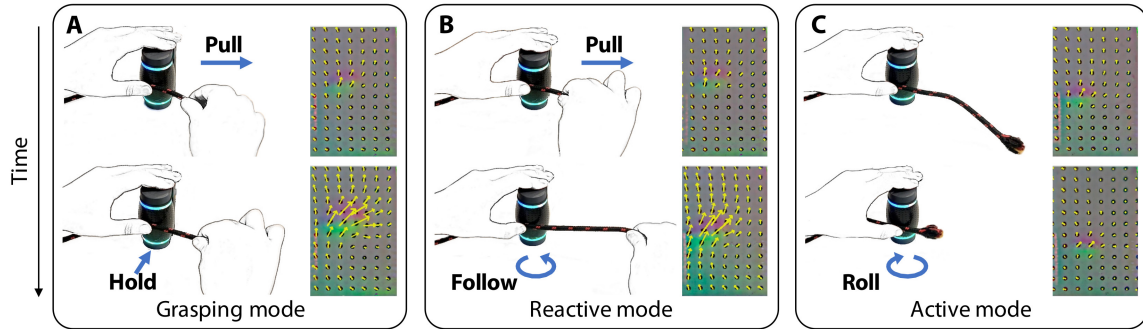 Time
A
Pull
Hold
Grasping mode
B
Pull
Follow
Reactive mode
C
Roll
Active mode